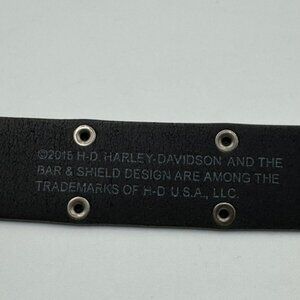 ©2015 H-D. HARLEY-DAVIDSON AND THE
BAR & SHIELD DESIGN ARE AMONG THE
TRADEMARKS OF H-D U.S.A., LLC